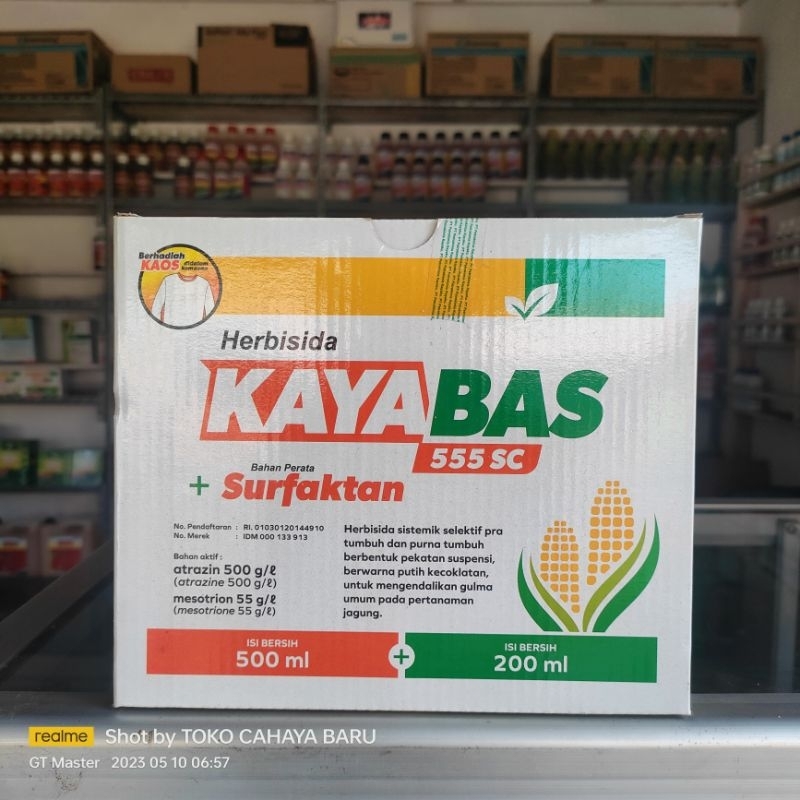 Berhadiah
KAOS didalam
kemasan
Herbisida
KAYABAS
555 SC
Bahan Perata
+ Surfaktan
No. Pendaftaran : RI. 01030120144910
No. Merek : IDM 000 133 913
Bahan aktif :
atrazin 500 g/ℓ
(atrazine 500 g/ℓ)
mesotrion 55 g/ℓ
(mesotrione 55 g/ℓ)
Herbisida sistemik selektif pra
tumbuh dan purna tumbuh
berbentuk pekatan suspensi,
berwarna putih kecoklatan,
untuk mengendalikan gulma
umum pada pertanaman
jagung.
ISI BERSIH
500 ml
+
ISI BERSIH
200 ml
realme Shot by TOKO CAHAYA BARU
GT Master 2023 05 10 06:57